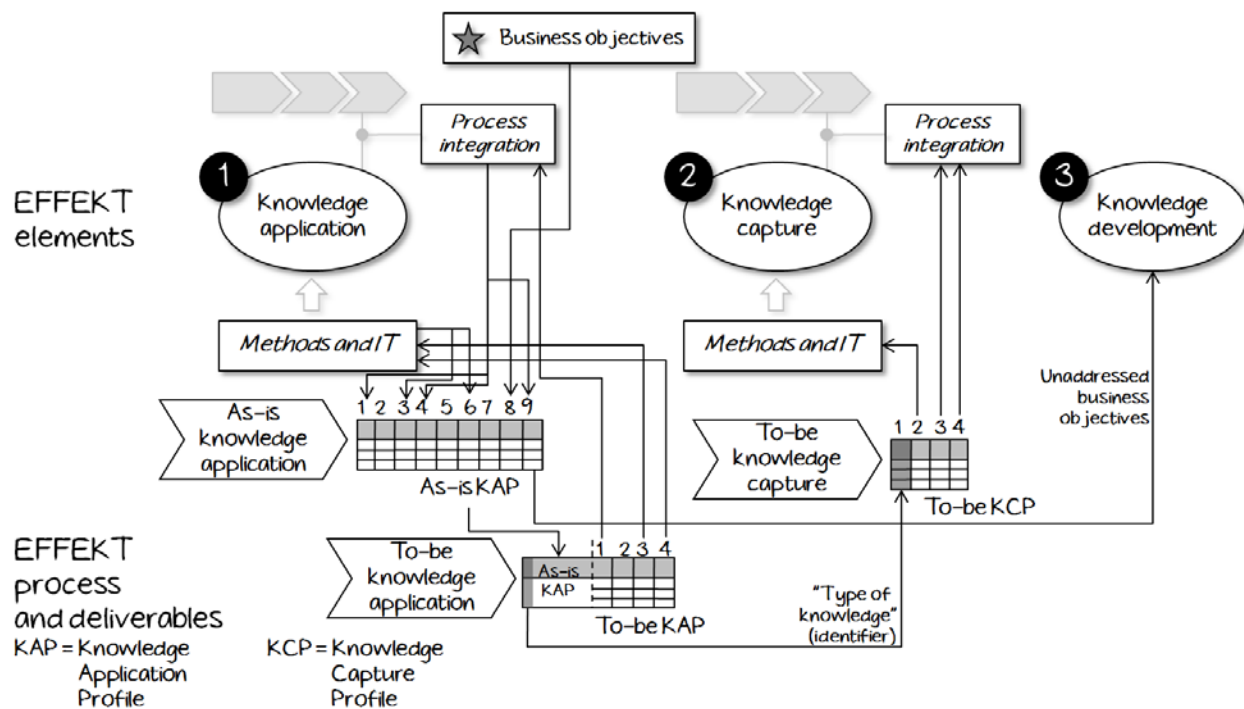 Business objectives
Process
integration
Process
integration
1
2
3
EFFEKT
elements
Knowledge
application
Knowledge
capture
Knowledge
development
Methods and IT
Methods and IT
Unaddressed
business
objectives
1 2 3 4 5 6 7 8 9
1 2 3 4
As-is
knowledge
application
To-be
knowledge
capture
As-is KAP
To-be KCP
EFFEKT
process
and deliverables
To-be
knowledge
application
1 2 3 4
As-is
KAP
To-be KAP
"Type of
knowledge"
(identifier)
KAP = Knowledge
Application
Profile
KCP = Knowledge
Capture
Profile